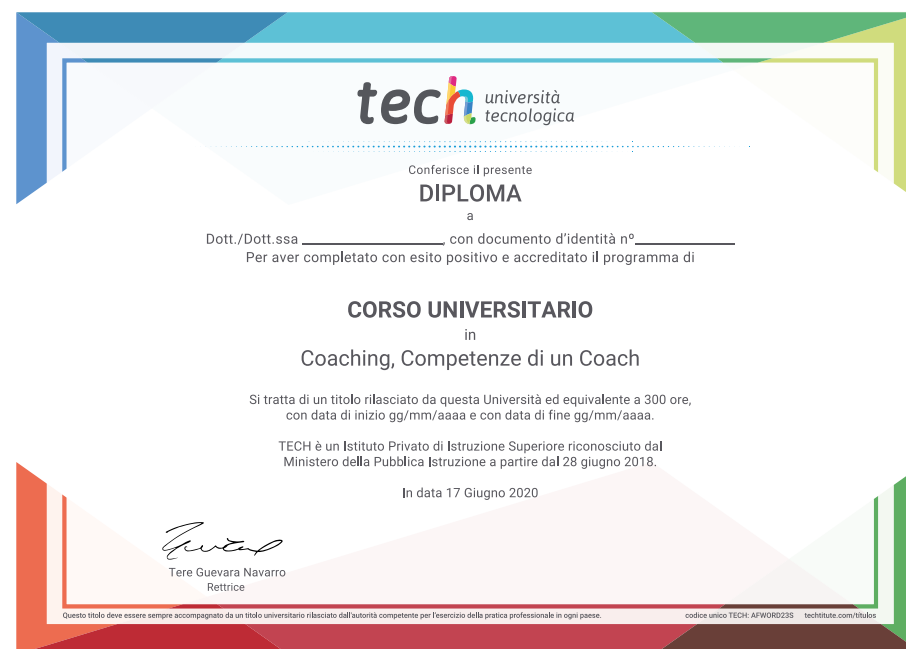 tech università
tecnologica
Conferisce il presente
DIPLOMA
a
Dott./Dott.ssa ____________________, con documento d'identità nº______________
Per aver completato con esito positivo e accreditato il programma di
CORSO UNIVERSITARIO
in
Coaching, Competenze di un Coach
Si tratta di un titolo rilasciato da questa Università ed equivalente a 300 ore,
con data di inizio gg/mm/aaaa e con data di fine gg/mm/aaaa.
TECH è un Istituto Privato di Istruzione Superiore riconosciuto dal
Ministero della Pubblica Istruzione a partire dal 28 giugno 2018.
In data 17 Giugno 2020
Tere Guevara Navarro
Rettrice
Questo titolo deve essere sempre accompagnato da un titolo universitario rilasciato dall'autorità competente per l'esercizio della pratica professionale in ogni paese. codice unico TECH: AFWORD23S techtitute.com/titulos